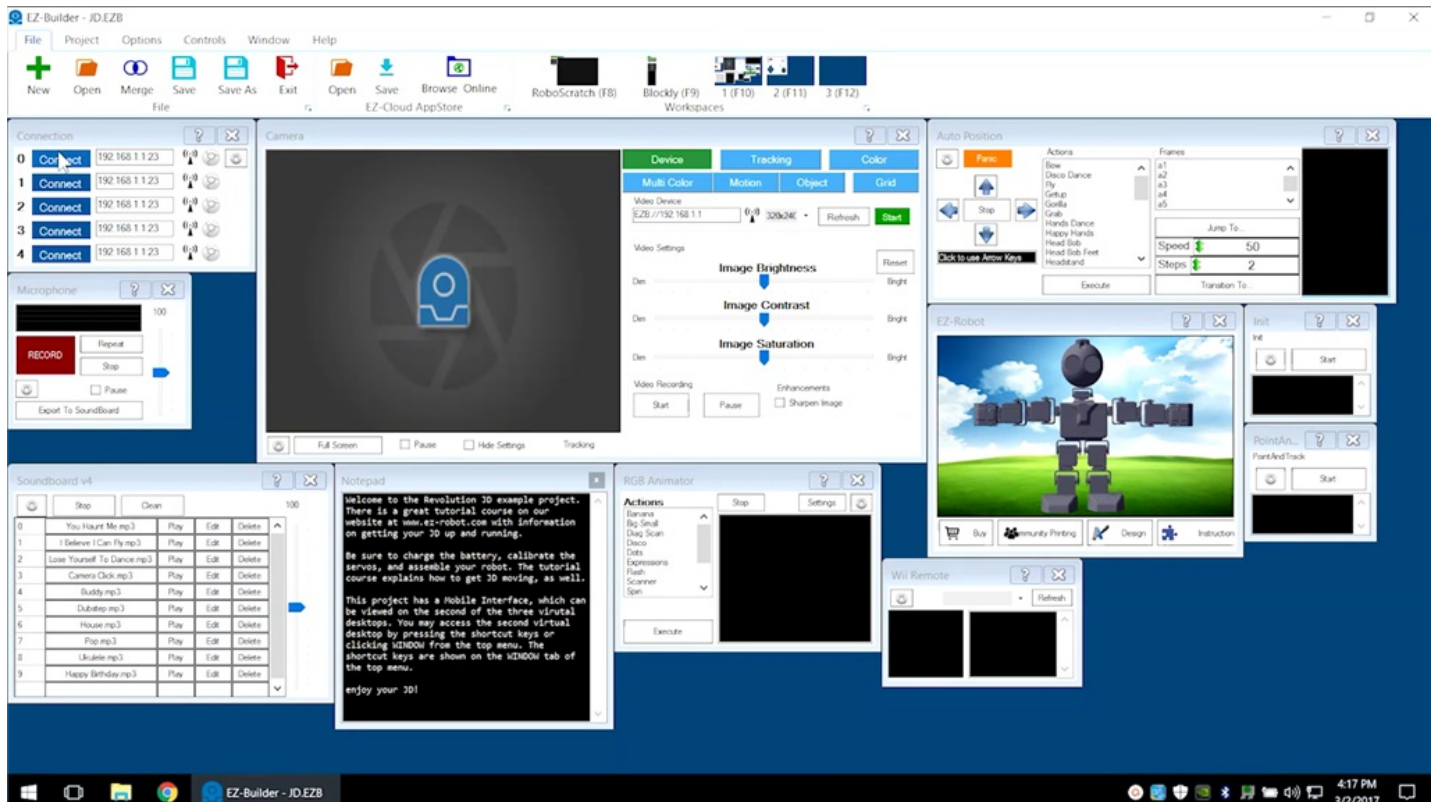 EZ-Builder - JD.EZB
File Project Options Controls Window Help
New Open Merge Save Save As Exit Open Save Browse Online RoboScratch (F8) Blockly (F9) 1 (F10) 2 (F11) 3 (F12)
File EZ-Cloud AppStore Workspaces
Connection
0 Connect 192.168.1.1:23
1 Connect 192.168.1.1:23
2 Connect 192.168.1.1:23
3 Connect 192.168.1.1:23
4 Connect 192.168.1.1:23
Microphone
100
RECORD
Repeat
Stop
Pause
Export To SoundBoard
Camera
Device Tracking Color
Multi Color Motion Object Grid
Video Device
EZB://192.168.1.1 Refresh Start
Video Settings
Reset
Image Brightness
Dim Bright
Image Contrast
Dim Bright
Image Saturation
Dim Bright
Video Recording
Start Pause
Enhancements
Sharpen Image
Full Screen Pause Hide Settings Tracking
Auto Position
Panic
Stop
Click to use Arrow Keys
Actions
Bow
Disco Dance
Fly
Getup
Gorilla
Grab
Hands Dance
Happy Hands
Head Bob
Head Bob Feet
Headstand
Execute
Frames
a1
a2
a3
a4
a5
Jump To...
Speed 50
Steps 2
Transition To...
EZ-Robot
Buy Design Instruction
Init
Init
Start
PointAn...
PointAndTrack
Start
Soundboard v4
Stop Clean 100
0 You Haunt Me.mp3 Play Edit Delete
1 I Believe I Can Fly.mp3 Play Edit Delete
2 Lose Yourself To Dance.mp3 Play Edit Delete
3 Camera Click.mp3 Play Edit Delete
4 Buddy.mp3 Play Edit Delete
5 Dubstep.mp3 Play Edit Delete
6 House.mp3 Play Edit Delete
7 Pop.mp3 Play Edit Delete
8 Ukulele.mp3 Play Edit Delete
9 Happy Birthday.mp3 Play Edit Delete
Notepad
Welcome to the Revolution JD example project.
There is a great tutorial course on our
website at www.ez-robot.com with information
on getting your JD up and running.
Be sure to charge the battery, calibrate the
servos, and assemble your robot. The tutorial
course explains how to get JD moving, as well.
This project has a Mobile Interface, which can
be viewed on the second of the three virutal
desktops. You may access the second virtual
desktop by pressing the shortcut keys or
clicking WINDOW from the top menu. The
shortcut keys are shown on the WINDOW tab of
the top menu.
enjoy your JD!
RGB Animator
Actions Stop Settings
Banana
Big-Small
Diag Scan
Disco
Dots
Expressions
Flash
Scanner
Spin
Execute
Wii Remote
Refresh
EZ-Builder - JD.EZB
4:17 PM
3/2/2017